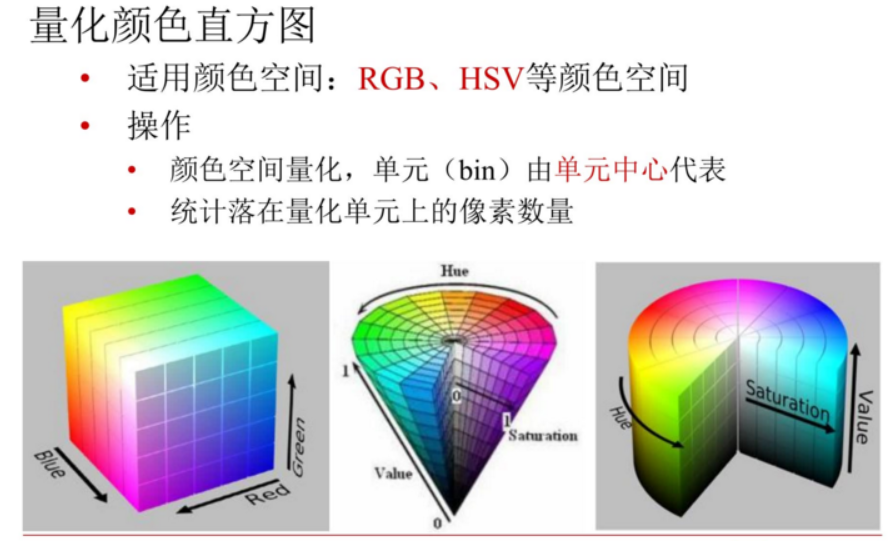 量化颜色直方图
• 适用颜色空间：RGB、HSV等颜色空间
• 操作
• 颜色空间量化，单元（bin）由单元中心代表
• 统计落在量化单元上的像素数量
Blue
Red
Green
Hue
1
0
1
Saturation
Value
0
Hue
Saturation
Value